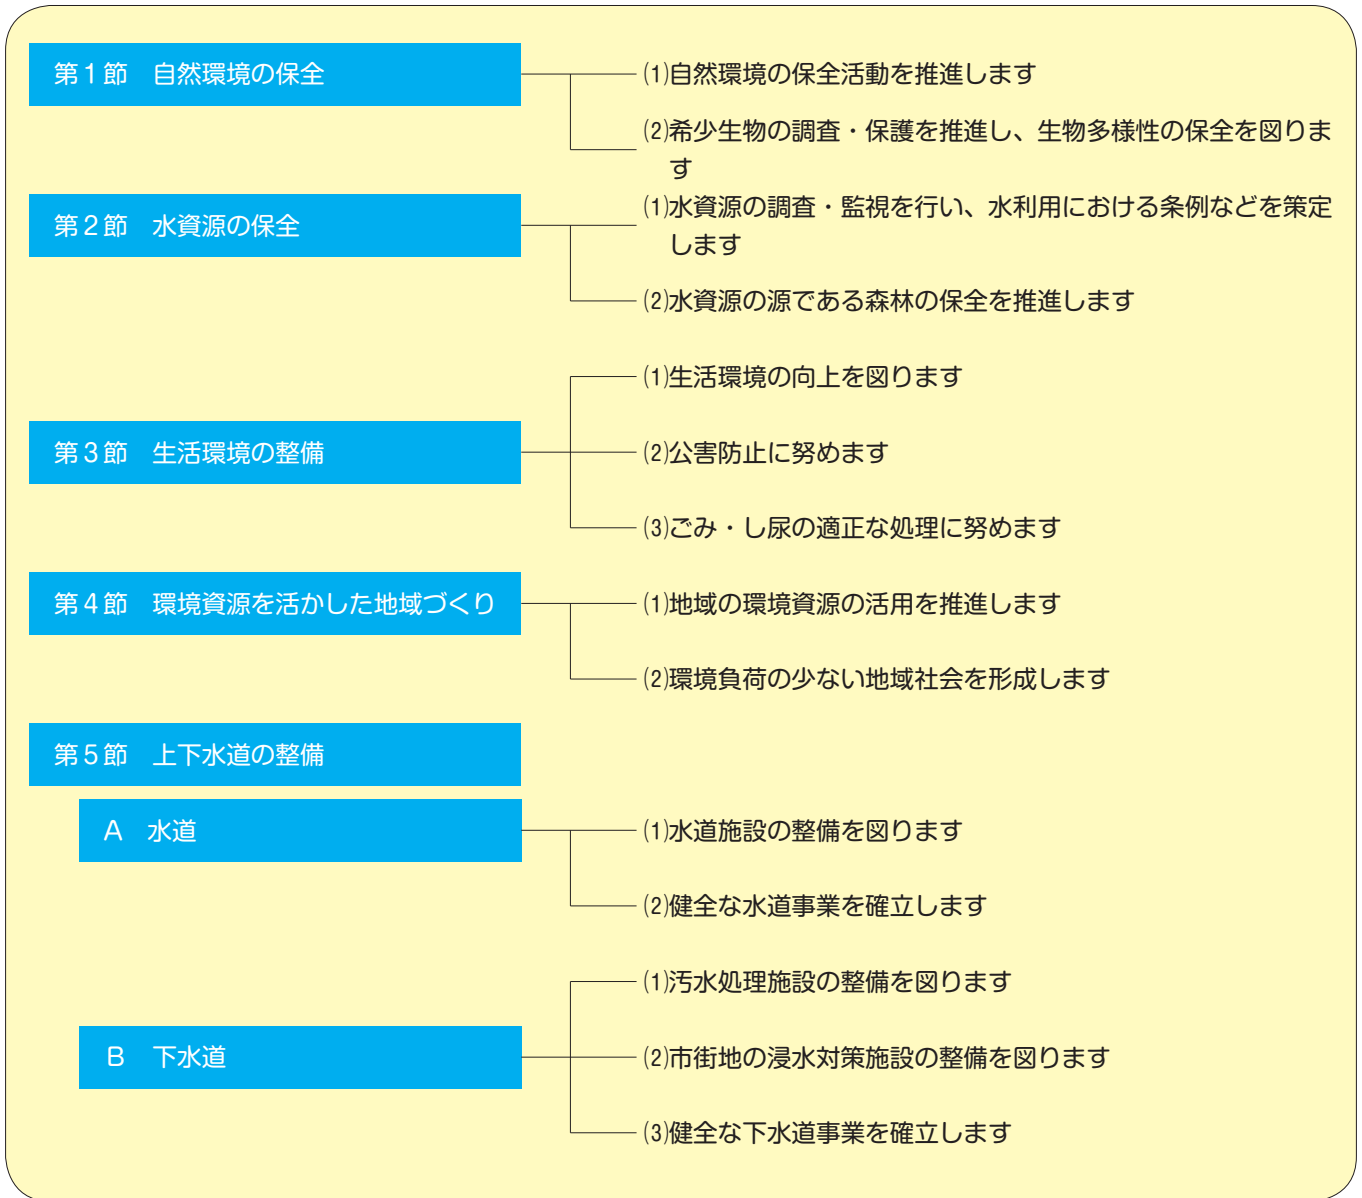 第1節　自然環境の保全
⑴自然環境の保全活動を推進します
⑵希少生物の調査・保護を推進し、生物多様性の保全を図りま
す
第2節　水資源の保全
⑴水資源の調査・監視を行い、水利用における条例などを策定
します
⑵水資源の源である森林の保全を推進します
第3節　生活環境の整備
⑴生活環境の向上を図ります
⑵公害防止に努めます
⑶ごみ・し尿の適正な処理に努めます
第4節　環境資源を活かした地域づくり
⑴地域の環境資源の活用を推進します
⑵環境負荷の少ない地域社会を形成します
第5節　上下水道の整備
A　水道
⑴水道施設の整備を図ります
⑵健全な水道事業を確立します
B　下水道
⑴汚水処理施設の整備を図ります
⑵市街地の浸水対策施設の整備を図ります
⑶健全な下水道事業を確立します